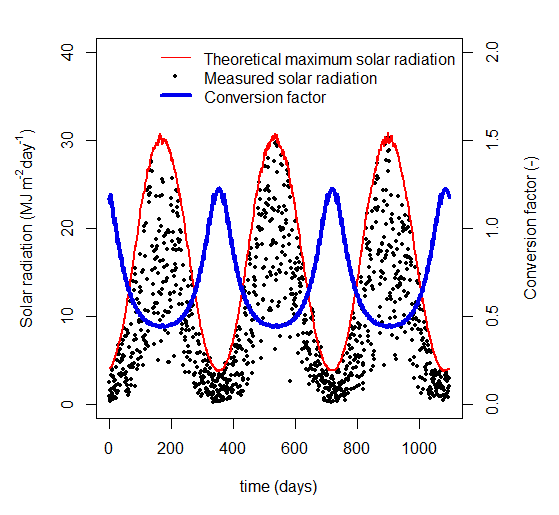 Theoretical maximum solar radiation
Measured solar radiation
Conversion factor
Solar radiation (MJ m⁻²day⁻¹)
40
30
20
10
0
2.0
1.5
1.0
0.5
0.0
Conversion factor (-)
0 200 400 600 800 1000
time (days)